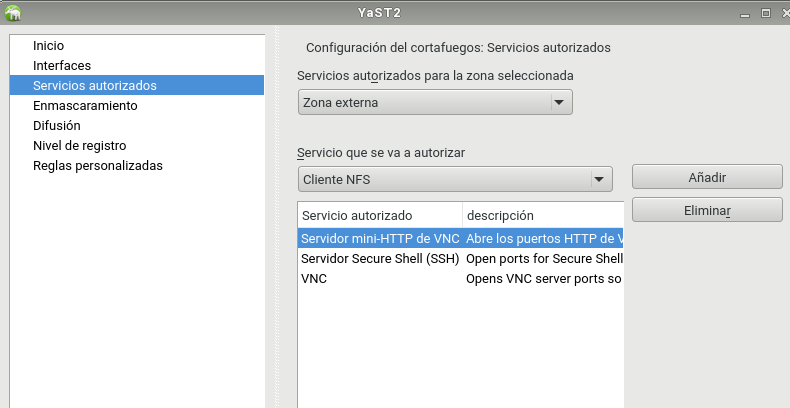 YaST2
Inicio
Interfaces
Servicios autorizados
Enmascaramiento
Difusión
Nivel de registro
Reglas personalizadas
Configuración del cortafuegos: Servicios autorizados
Servicios autorizados para la zona seleccionada
Zona externa
Servicio que se va a autorizar
Cliente NFS
Añadir
Eliminar
Servicio autorizado descripción
Servidor mini-HTTP de VNC Abre los puertos HTTP de V
Servidor Secure Shell (SSH) Open ports for Secure Shell
VNC Opens VNC server ports so